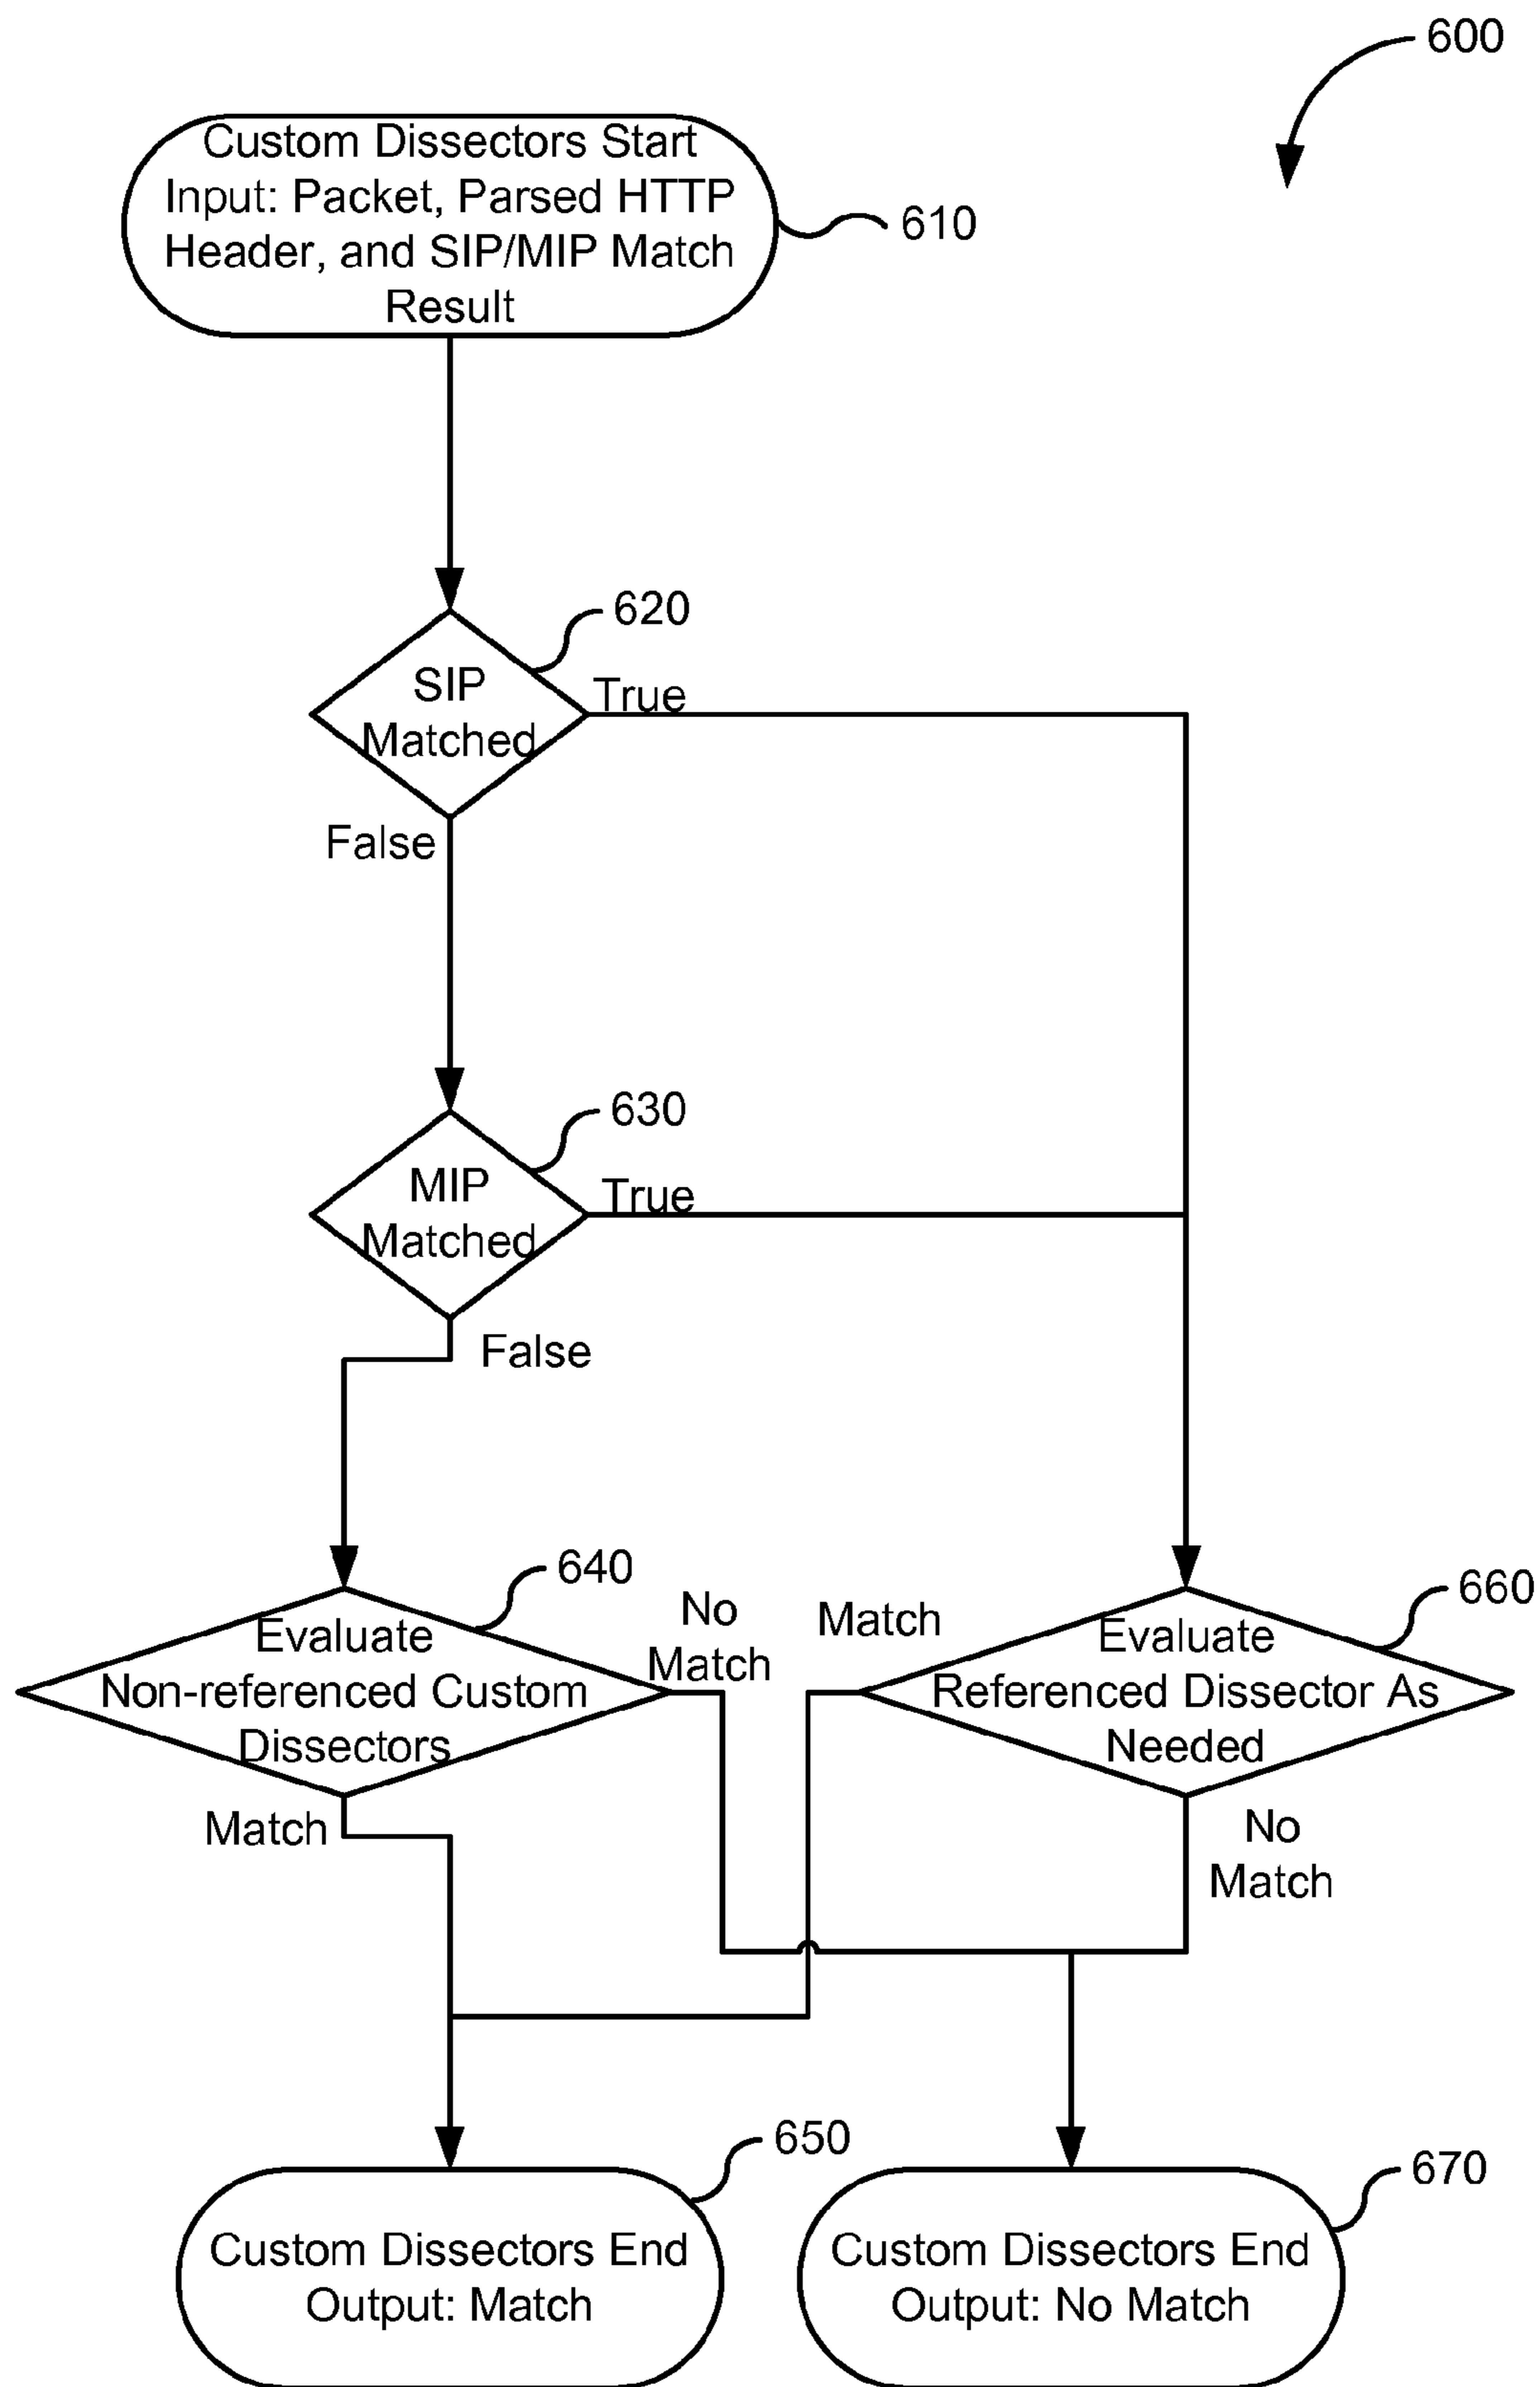 600
Custom Dissectors Start
Input: Packet, Parsed HTTP
Header, and SIP/MIP Match
Result
610
620
SIP
Matched
True
False
630
MIP
Matched
True
False
640
Evaluate
Non-referenced Custom
Dissectors
No
Match
Match
Match
660
Evaluate
Referenced Dissector As
Needed
No
Match
650
Custom Dissectors End
Output: Match
670
Custom Dissectors End
Output: No Match